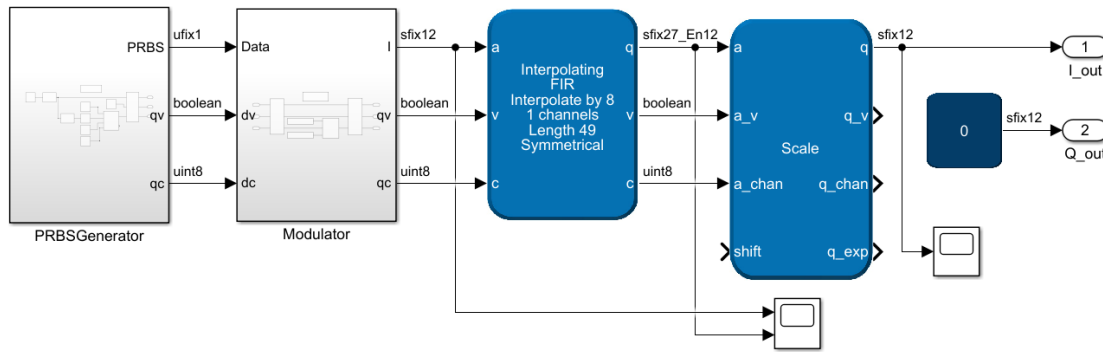 PRBS
qv
qc
PRBSGenerator
ufix1
boolean
uint8
Data
dv
dc
I
qv
qc
Modulator
sfix12
boolean
uint8
a
v
c
Interpolating
FIR
Interpolate by 8
1 channels
Length 49
Symmetrical
q
v
c
sfix27_En12
boolean
uint8
a
a_v
a_chan
shift
Scale
q
q_v
q_chan
q_exp
sfix12
1
I_out
0
sfix12
2
Q_out